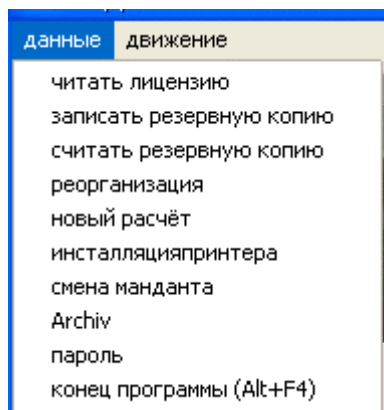 данные движение
читать лицензию
записать резервную копию
считать резервную копию
реорганизация
новый расчёт
инсталляцияпринтера
смена манданта
Archiv
пароль
конец программы (Alt+F4)